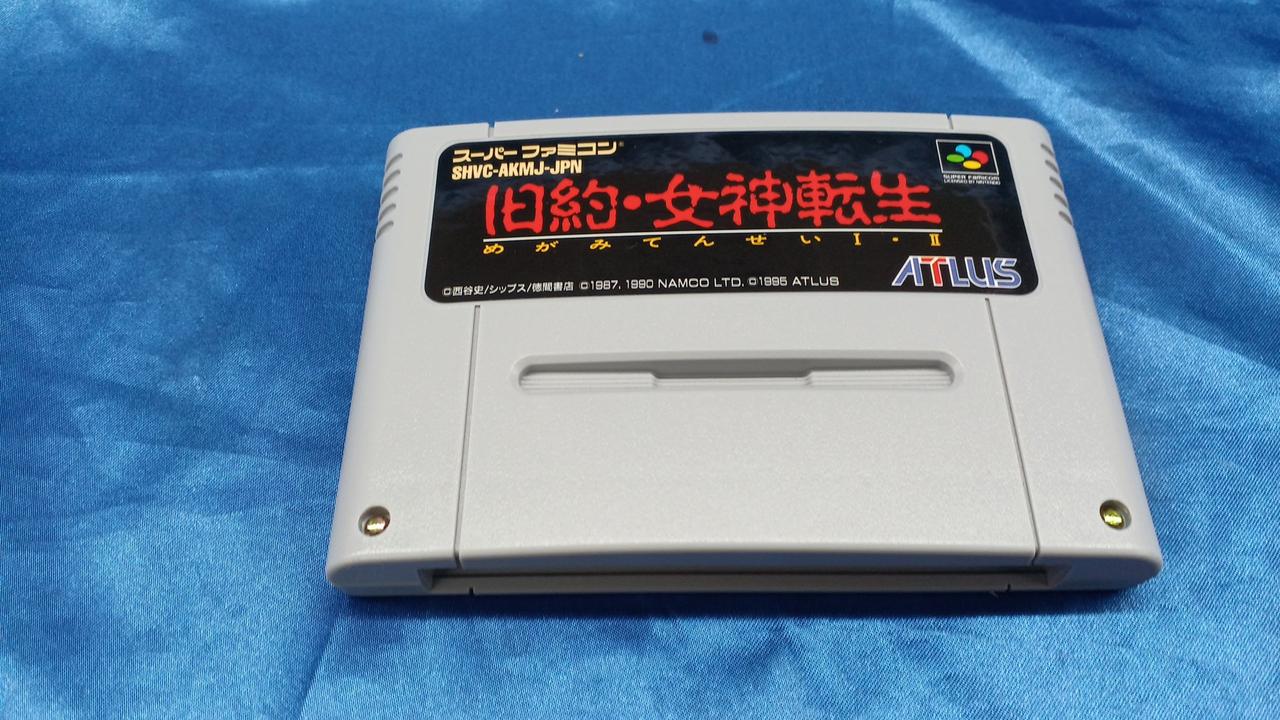 スーパーファミコン®
SHVC-AKMJ-JPN
旧約・女神転生
めがみてんせいI・II
SUPER FAMICOM
LICENSED BY NINTENDO
ATLUS
©西谷史/シップス/徳間書店 ©1987, 1990 NAMCO LTD. ©1995 ATLUS